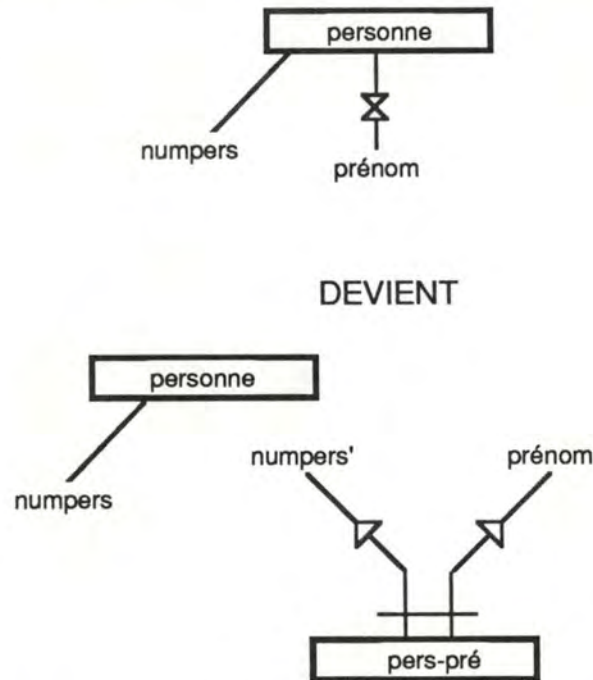 personne
numpers
prénom
DEVIENT
personne
numpers
numpers'
prénom
pers-pré